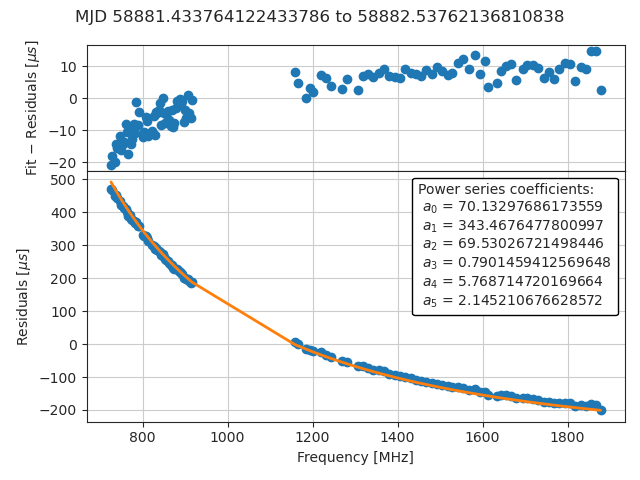 MJD 58881.433764122433786 to 58882.53762136810838
Fit − Residuals [μs]
10
0
−10
−20
Residuals [μs]
500
400
300
200
100
0
−100
−200
Power series coefficients:
a0 = 70.13297686173559
a1 = 343.4676477800997
a2 = 69.53026721498446
a3 = 0.7901459412569648
a4 = 5.768714720169664
a5 = 2.145210676628572
800 1000 1200 1400 1600 1800
Frequency [MHz]